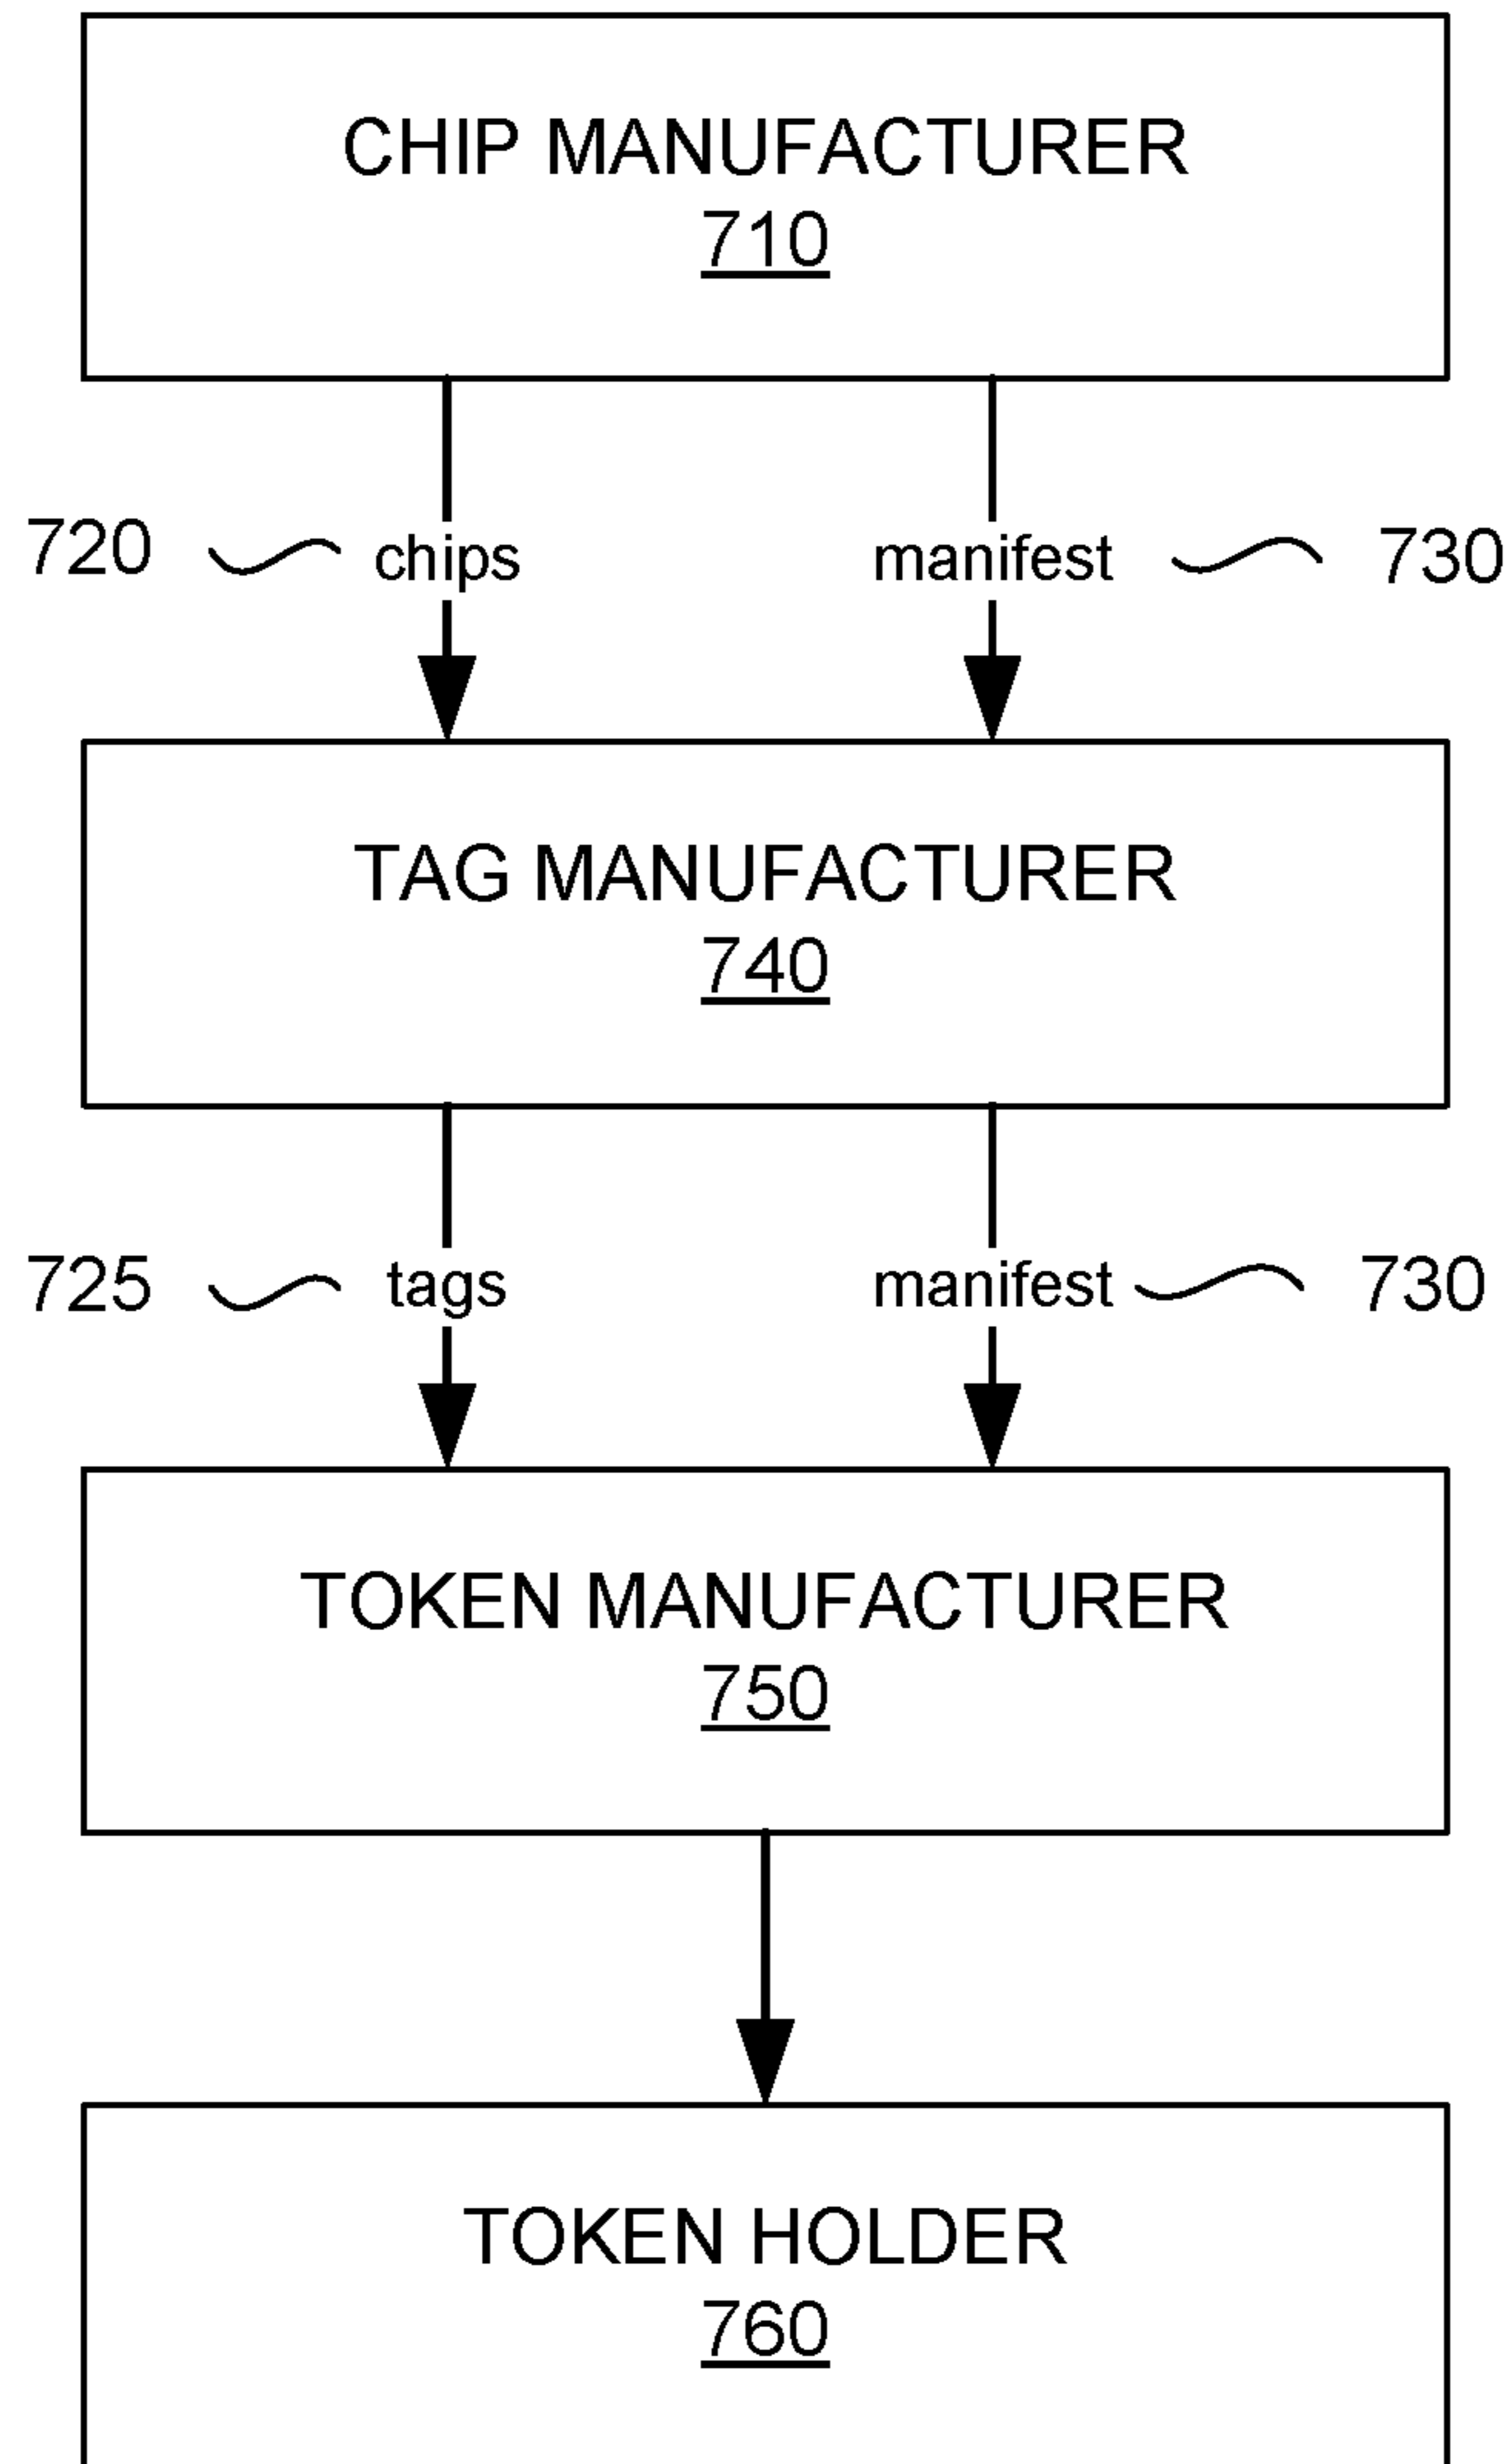 CHIP MANUFACTURER
710
720 chips manifest 730
TAG MANUFACTURER
740
725 tags manifest 730
TOKEN MANUFACTURER
750
TOKEN HOLDER
760